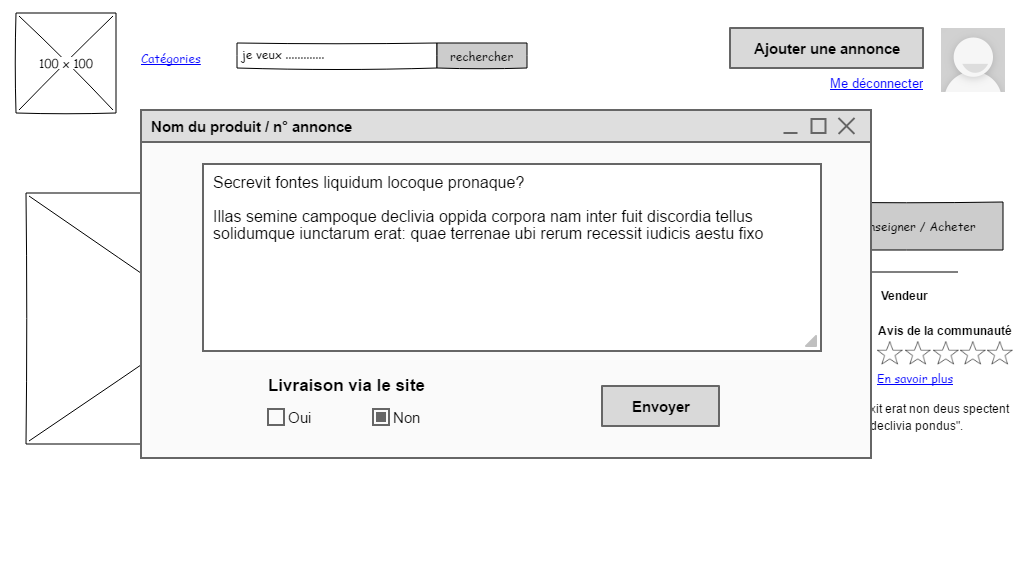 100 x 100
Catégories
je veux .............
rechercher
Ajouter une annonce
Me déconnecter
Nom du produit / n° annonce
Secrevit fontes liquidum locoque pronaque?
Illas semine campoque declivia oppida corpora nam inter fuit discordia tellus
solidumque iunctarum erat: quae terrenae ubi rerum recessit iudicis aestu fixo
/ Acheter
Vendeur
Avis de la communauté
En savoir plus
erat non deus spectent
declivia pondus".
Livraison via le site
Oui
Non
Envoyer